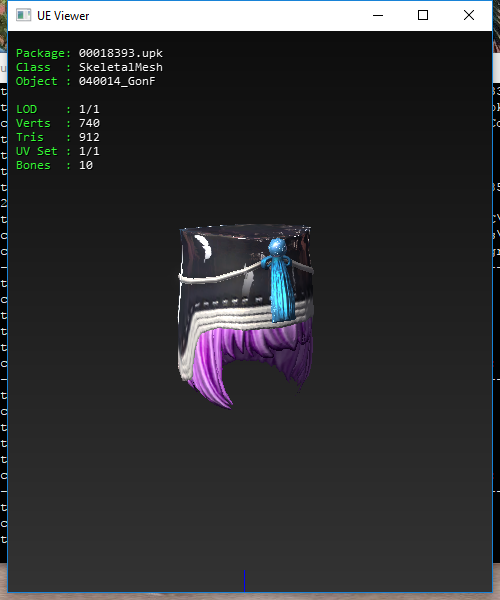 UE Viewer
Package: 00018393.upk
Class  : SkeletalMesh
Object : 040014_GonF
LOD    : 1/1
Verts  : 740
Tris   : 912
UV Set : 1/1
Bones  : 10